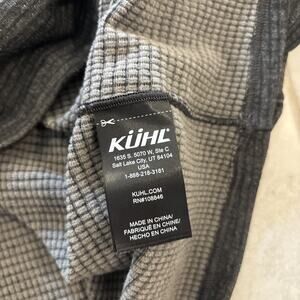 KÜHL®
1635 S. 5070 W, Ste C
Salt Lake City, UT 84104
USA
1-888-218-3181
KUHL.COM
RN#108846
MADE IN CHINA/
FABRIQUÉ EN CHINE/
HECHO EN CHINA